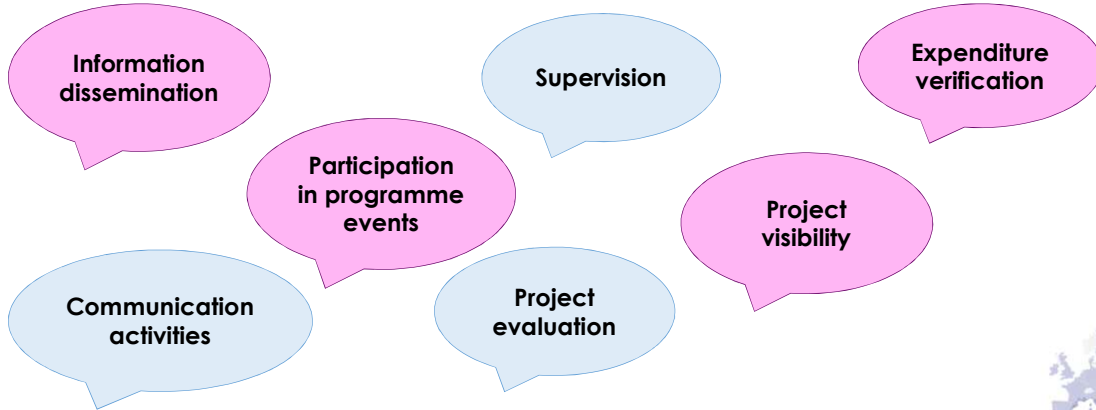 Information
dissemination
Supervision
Expenditure
verification
Participation
in programme
events
Project
visibility
Communication
activities
Project
evaluation